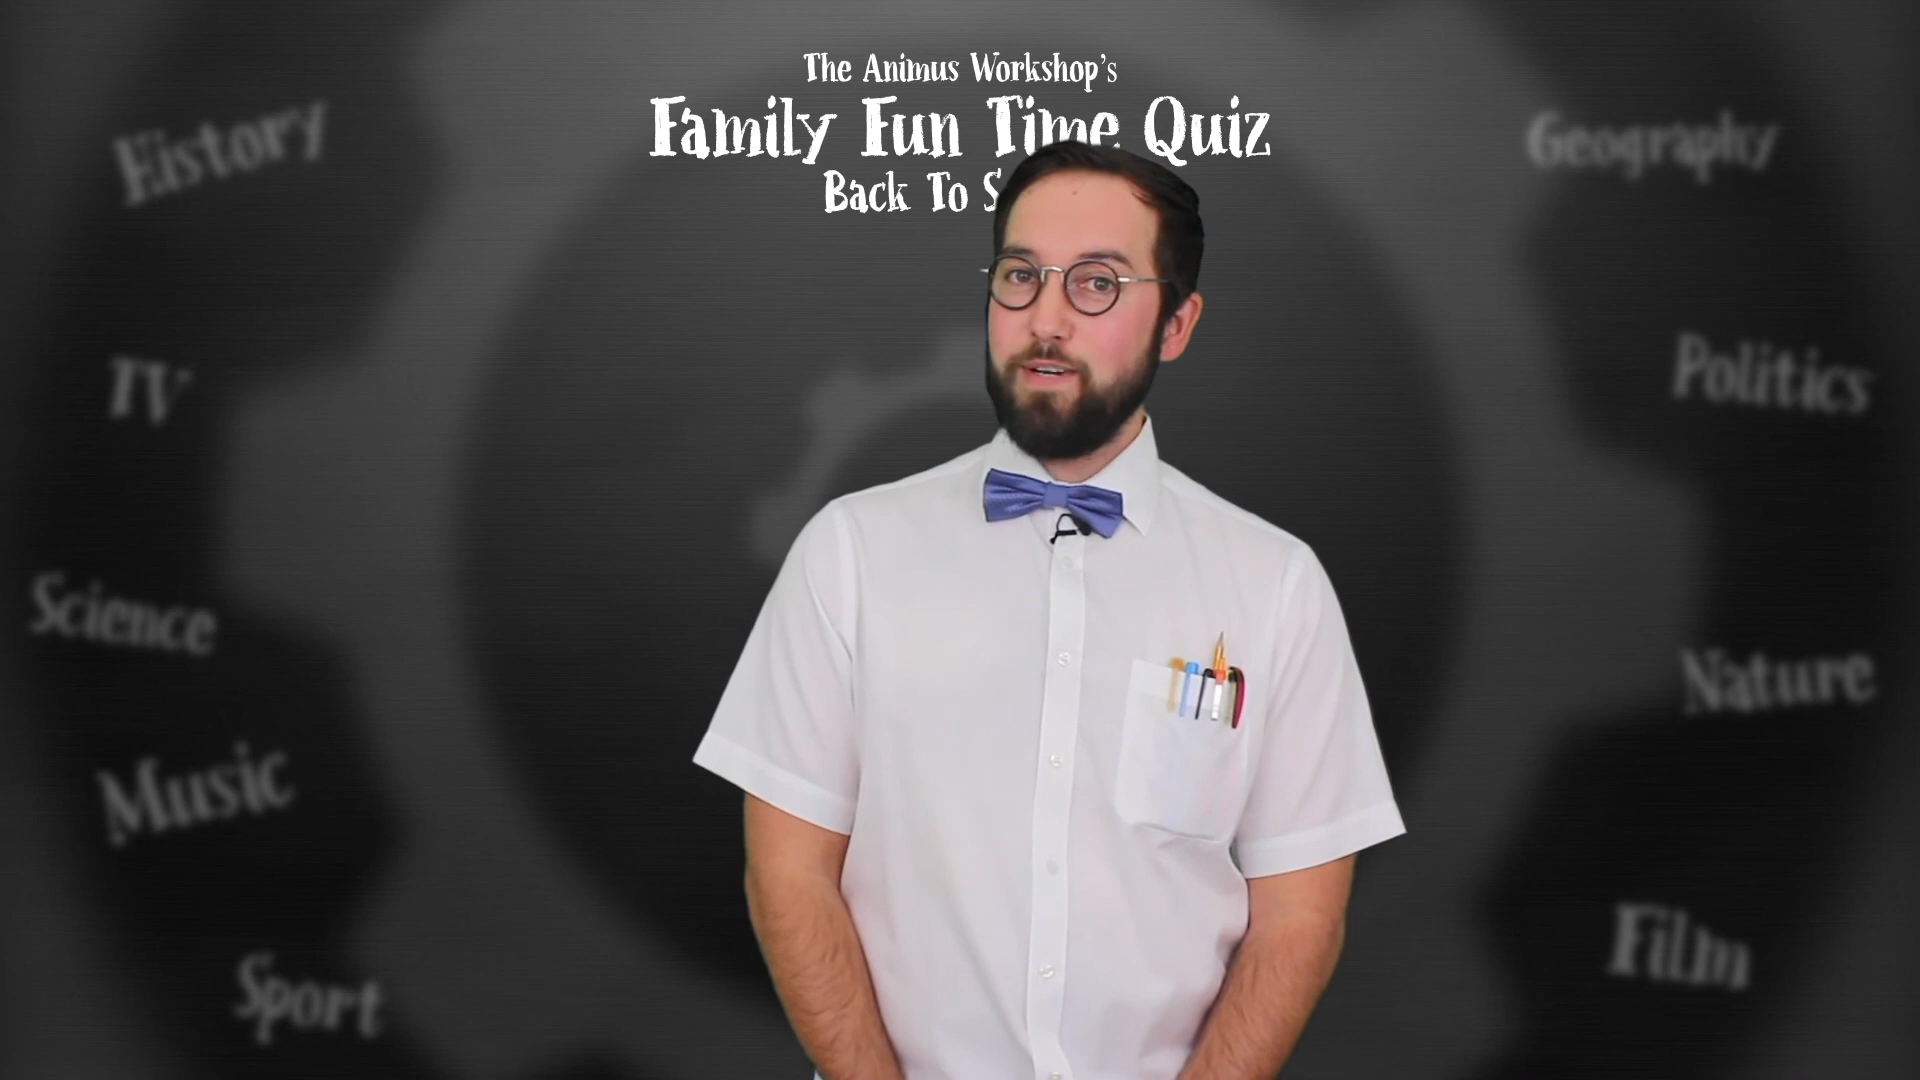 The Animus Workshop's
Family Fun Time Quiz
Back To S
History
Geography
TV
Politics
Science
Nature
Music
Film
Sport